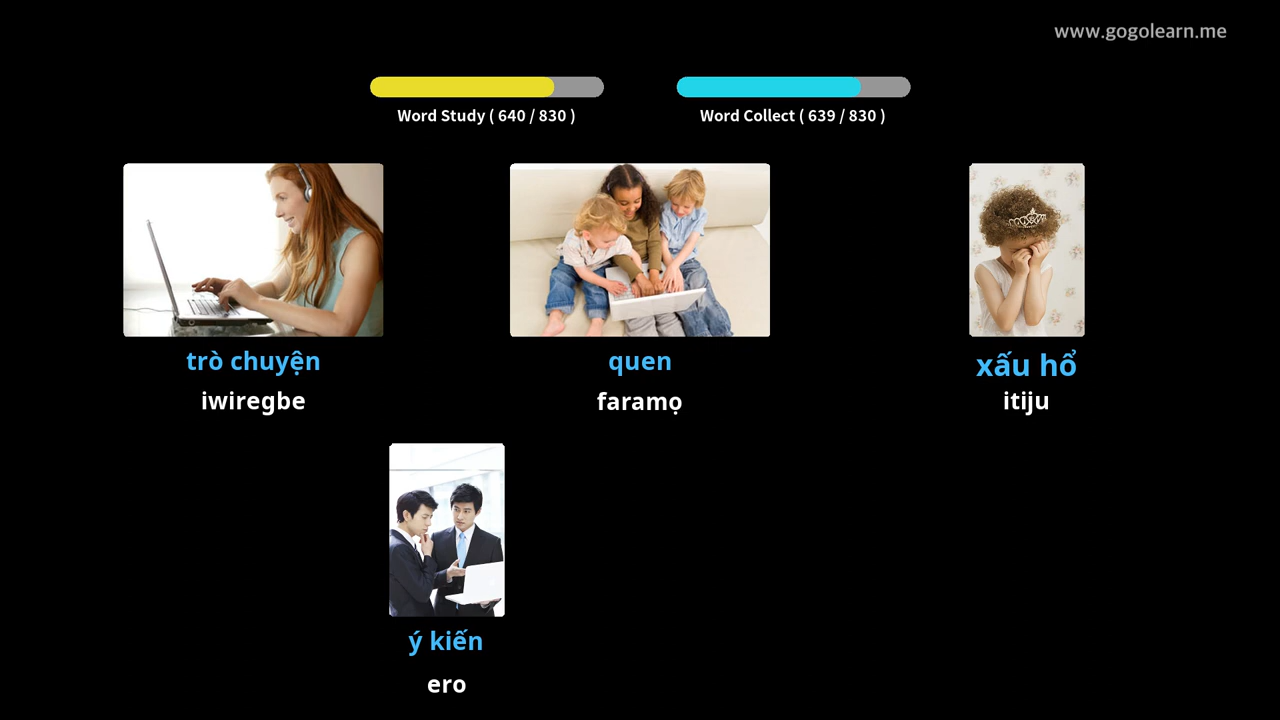 www.gogolearn.me
Word Study ( 640 / 830 )
Word Collect ( 639 / 830 )
trò chuyện
iwiregbe
quen
faramọ
xấu hổ
itiju
ý kiến
ero